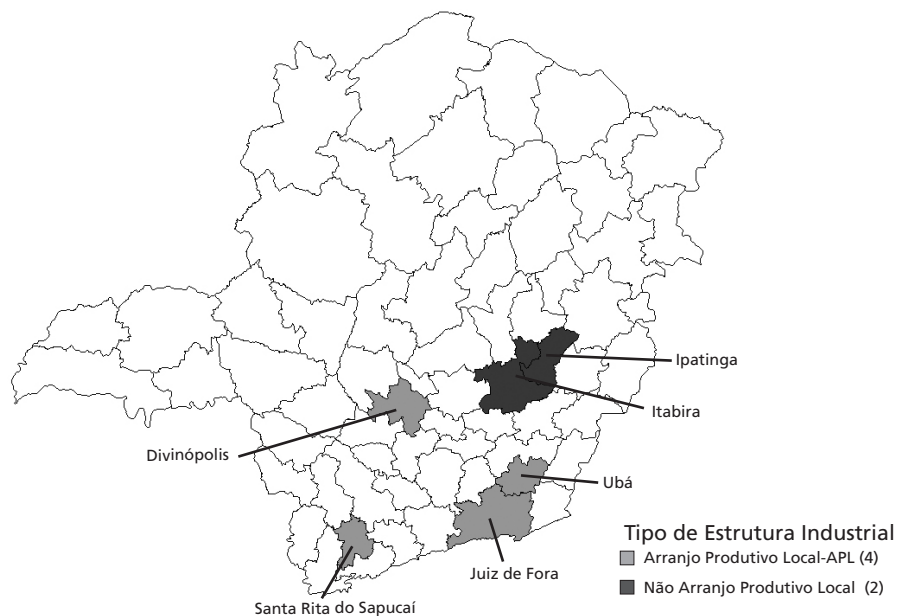 Ipatinga
Itabira
Divinópolis
Ubá
Juiz de Fora
Santa Rita do Sapucaí
Tipo de Estrutura Industrial
Arranjo Produtivo Local-APL (4)
Não Arranjo Produtivo Local (2)